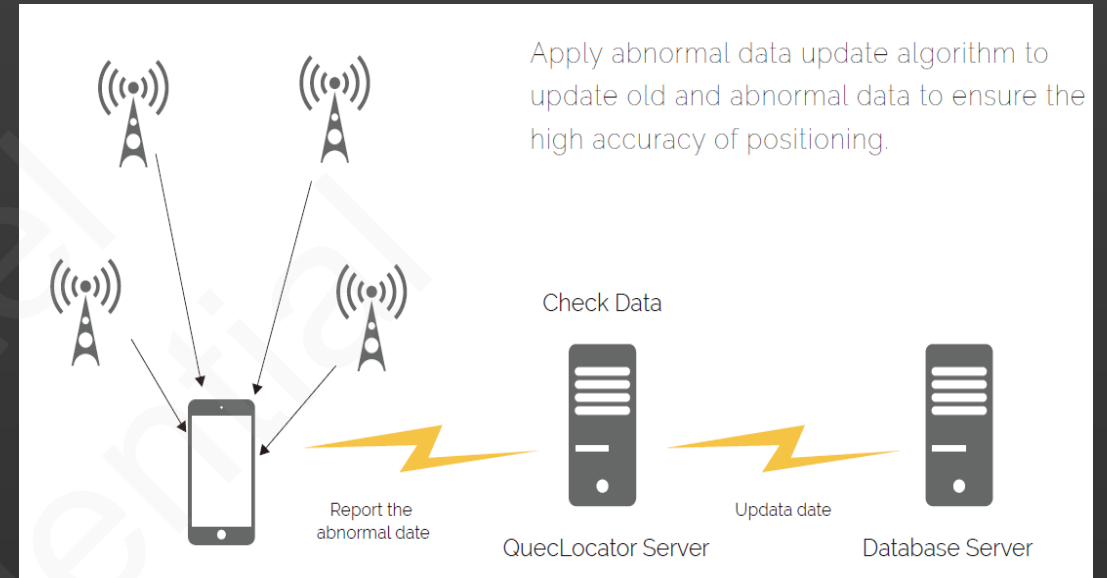 Apply abnormal data update algorithm to
update old and abnormal data to ensure the
high accuracy of positioning.
Check Data
Report the
abnormal date
Updata date
QuecLocator Server
Database Server